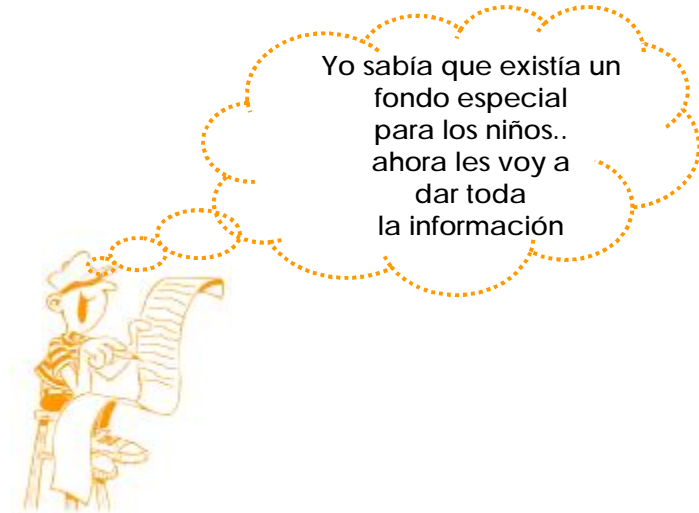 Yo sabía que existía un
fondo especial
para los niños..
ahora les voy a
dar toda
la información